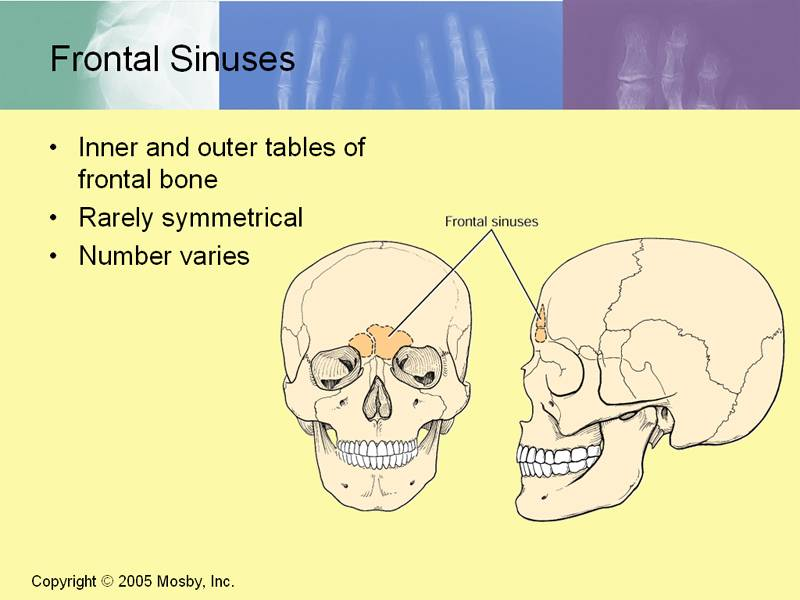 Frontal Sinuses
• Inner and outer tables of
frontal bone
• Rarely symmetrical
• Number varies
Frontal sinuses
Copyright © 2005 Mosby, Inc.